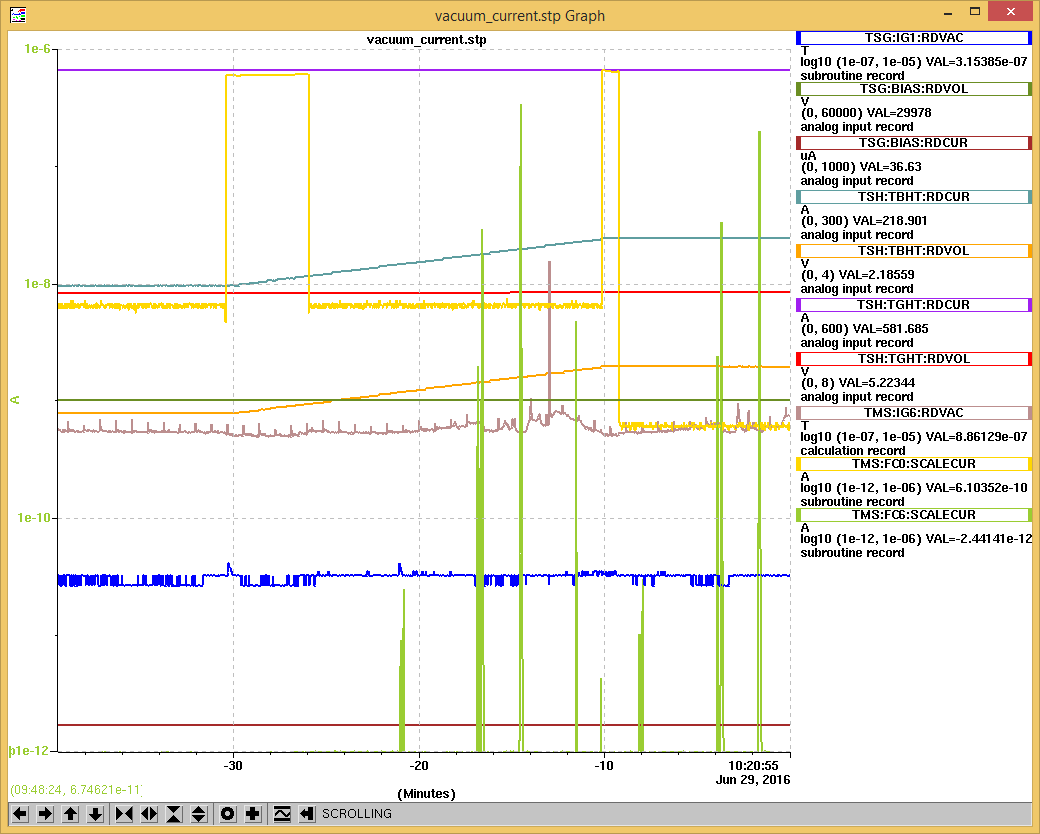 vacuum_current.stp Graph
vacuum_current.stp
1e-6
1e-8
A
1e-10
1e-12
-30
-20
-10
10:20:55
Jun 29, 2016
(Minutes)
(09:48:24, 6.74621e-11)
SCROLLING
TSG:IG1:RDVAC
T
log10 (1e-07, 1e-05) VAL=3.15385e-07
subroutine record
TSG:BIAS:RDVOL
V
(0, 60000) VAL=29978
analog input record
TSG:BIAS:RDCUR
uA
(0, 1000) VAL=36.63
analog input record
TSH:TBHT:RDCUR
A
(0, 300) VAL=218.901
analog input record
TSH:TBHT:RDVOL
V
(0, 4) VAL=2.18559
analog input record
TSH:TGHT:RDCUR
A
(0, 600) VAL=581.685
analog input record
TSH:TGHT:RDVOL
V
(0, 8) VAL=5.22344
analog input record
TMS:IG6:RDVAC
T
log10 (1e-07, 1e-05) VAL=8.86129e-07
calculation record
TMS:FC0:SCALECUR
A
log10 (1e-12, 1e-06) VAL=6.10352e-10
subroutine record
TMS:FC6:SCALECUR
A
log10 (1e-12, 1e-06) VAL=-2.44141e-12
subroutine record